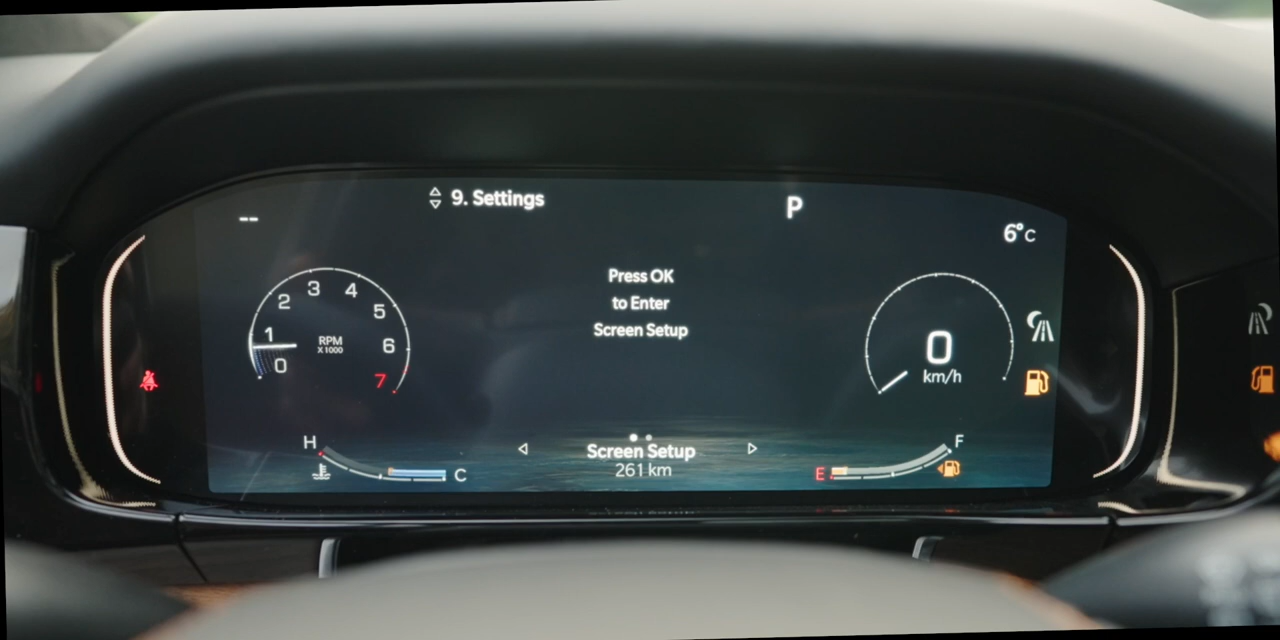 9. Settings
P
--
6°C
Press OK
to Enter
Screen Setup
3
4
2
5
1
RPM
X1000
6
0
7
0
km/h
H
C
Screen Setup
261 km
E
F